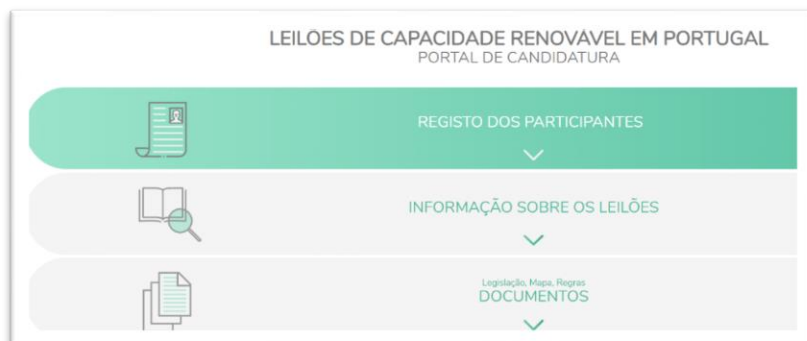 LEILÕES DE CAPACIDADE RENOVÁVEL EM PORTUGAL
PORTAL DE CANDIDATURA
REGISTO DOS PARTICIPANTES
INFORMAÇÃO SOBRE OS LEILÕES
Legislação, Mapa, Regras
DOCUMENTOS